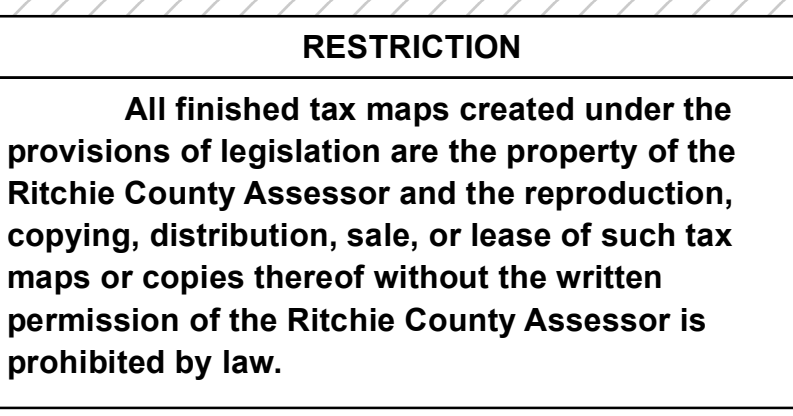 RESTRICTION
All finished tax maps created under the
provisions of legislation are the property of the
Ritchie County Assessor and the reproduction,
copying, distribution, sale, or lease of such tax
maps or copies thereof without the written
permission of the Ritchie County Assessor is
prohibited by law.